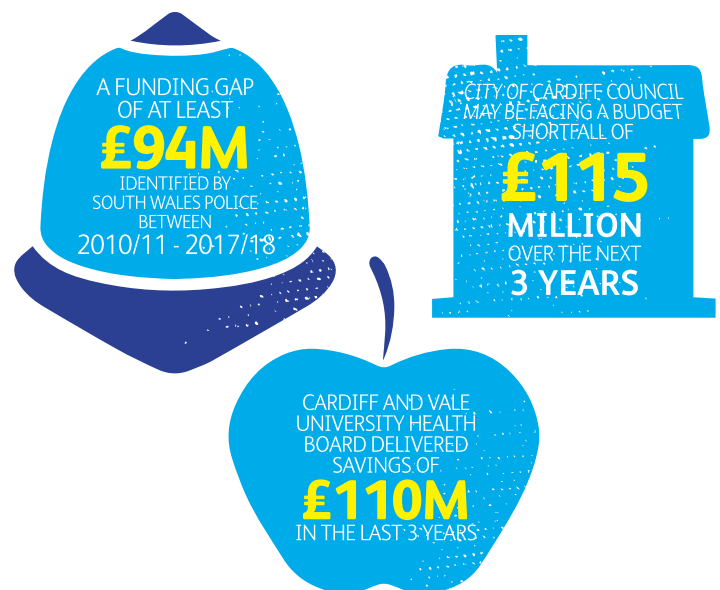 A FUNDING GAP
OF AT LEAST
£94M
IDENTIFIED BY
SOUTH WALES POLICE
BETWEEN
2010/11 - 2017/18
CITY OF CARDIFF COUNCIL
MAY BE FACING A BUDGET
SHORTFALL OF
£115
MILLION
OVER THE NEXT
3 YEARS
CARDIFF AND VALE
UNIVERSITY HEALTH
BOARD DELIVERED
SAVINGS OF
£110M
IN THE LAST 3 YEARS